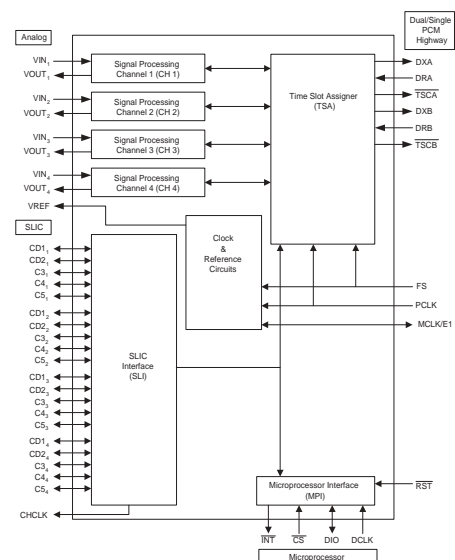 Dual/Single
PCM
Highway
Analog
VIN₁
VOUT₁
Signal Processing
Channel 1 (CH 1)
VIN₂
VOUT₂
Signal Processing
Channel 2 (CH 2)
VIN₃
VOUT₃
Signal Processing
Channel 3 (CH 3)
VIN₄
VOUT₄
Signal Processing
Channel 4 (CH 4)
Time Slot Assigner
(TSA)
DXA
DRA
TSCA
DXB
DRB
TSCB
VREF
SLIC
Clock
&
Reference
Circuits
FS
PCLK
MCLK/E1
CD1₁
CD2₁
C3₁
C4₁
C5₁
CD1₂
CD2₂
C3₂
C4₂
C5₂
CD1₃
CD2₃
C3₃
C4₃
C5₃
CD1₄
CD2₄
C3₄
C4₄
C5₄
CHCLK
SLIC
Interface
(SLI)
Microprocessor Interface
(MPI)
RST
INT
CS
DIO
DCLK
Microprocessor